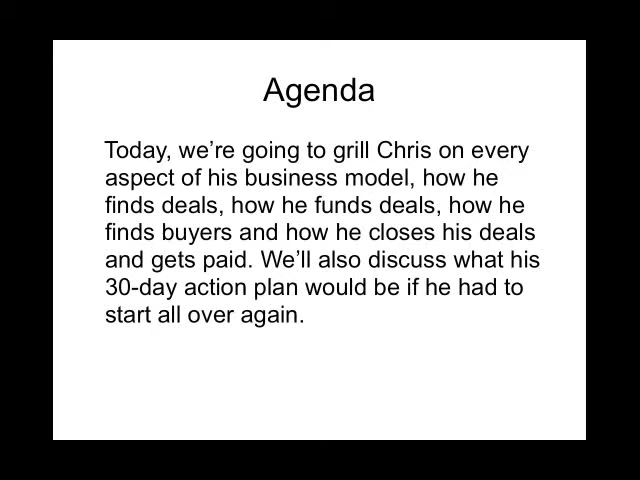 Agenda
Today, we’re going to grill Chris on every
aspect of his business model, how he
finds deals, how he funds deals, how he
finds buyers and how he closes his deals
and gets paid. We’ll also discuss what his
30-day action plan would be if he had to
start all over again.